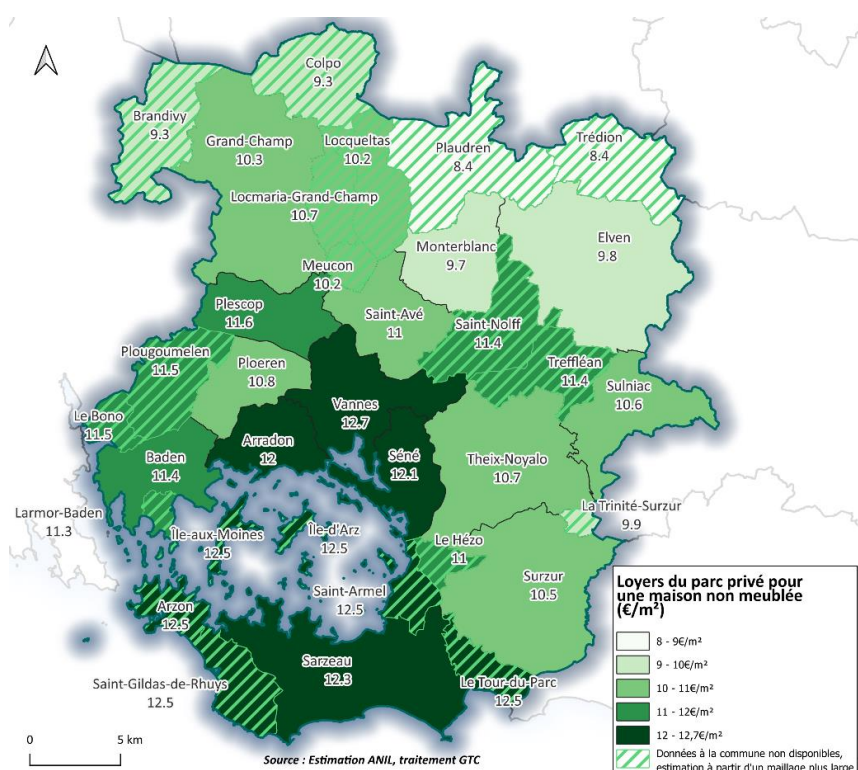 Colpo
9.3
Brandivy
9.3
Grand-Champ
10.3
Locqueltas
10.2
Plaudren
8.4
Trédion
8.4
Locmaria-Grand-Champ
10.7
Monterblanc
9.7
Elven
9.8
Meucon
10.2
Plescop
11.6
Saint-Avé
11
Saint-Nolff
11.4
Plougoumelen
11.5
Ploeren
10.8
Treffléan
11.4
Sulniac
10.6
Le Bono
11.5
Vannes
12.7
Arradon
12
Séné
12.1
Baden
11.4
Theix-Noyalo
10.7
Larmor-Baden
11.3
La Trinité-Surzur
9.9
Île-aux-Moines
12.5
Île-d'Arz
12.5
Le Hézo
11
Saint-Armel
12.5
Surzur
10.5
Arzon
12.5
Sarzeau
12.3
Saint-Gildas-de-Rhuys
12.5
Le Tour-du-Parc
12.5
Loyers du parc privé pour
une maison non meublée
(€/m²)
8 - 9€/m²
9 - 10€/m²
10 - 11€/m²
11 - 12€/m²
12 - 12,7€/m²
Données à la commune non disponibles,
estimation à partir d'un maillage plus large
0 5 km
Source : Estimation ANIL, traitement GTC